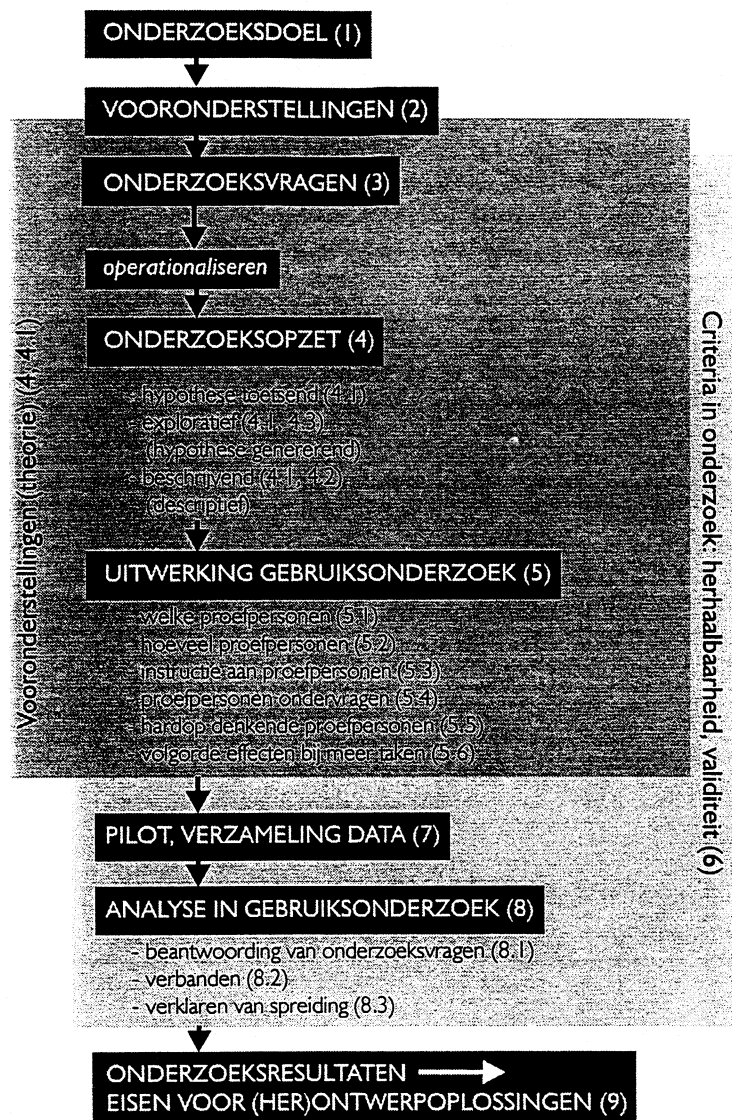 ONDERZOEKSDOEL (1)
VOORONDERSTELLINGEN (2)
ONDERZOEKSVRAGEN (3)
operationaliseren
ONDERZOEKSOPZET (4)
- hypothese toetsend (4.1)
- exploratief (4.1, 4.3)
(hypothese genererend)
- beschrijvend (4.1, 4.2)
(descriptief)
UITWERKING GEBRUIKSONDERZOEK (5)
welke proefpersonen (5.1)
hoeveel proefpersonen (5.2)
instructie aan proefpersonen (5.3)
proefpersonen ondervragen (5.4)
hardop denkende proefpersonen (5.5)
volgorde effecten bij meer taken (5.6)
PILOT, VERZAMELING DATA (7)
ANALYSE IN GEBRUIKSONDERZOEK (8)
- beantwoording van onderzoeksvragen (8.1)
- verbanden (8.2)
- verklaren van spreiding (8.3)
ONDERZOEKSRESULTATEN
EISEN VOOR (HER)ONTWERPOPLOSSINGEN (9)
Vooronderstellingen (theorie)
Criteria in onderzoek: herhaalbaarheid, validiteit (6)